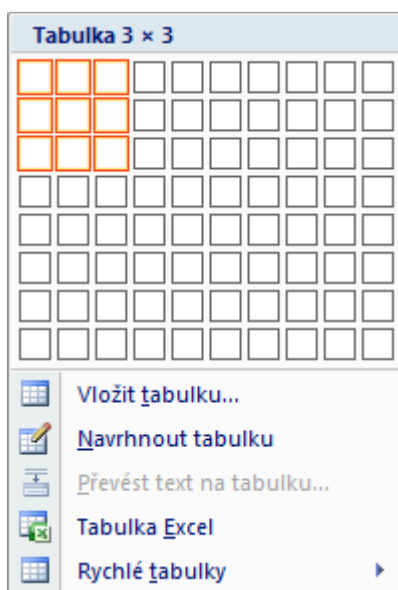 Tabulka 3 × 3
Vložit tabulku...
Navrhnout tabulku
Převést text na tabulku...
Tabulka Excel
Rychlé tabulky